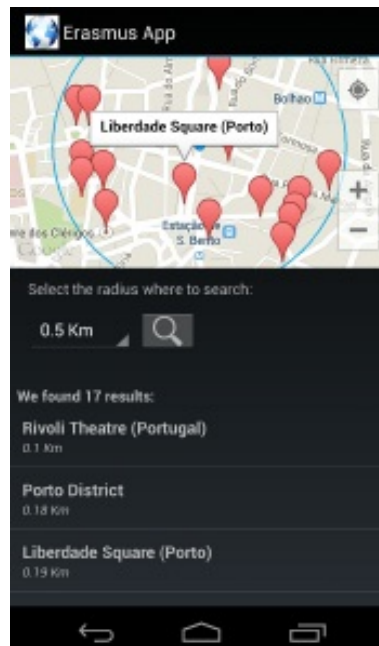 Erasmus App
Bolhao
Liberdade Square (Porto)
Estação de
S. Bento
Google
Select the radius where to search:
0.5 Km
We found 17 results:
Rivoli Theatre (Portugal)
0.1 Km
Porto District
0.18 Km
Liberdade Square (Porto)
0.19 Km